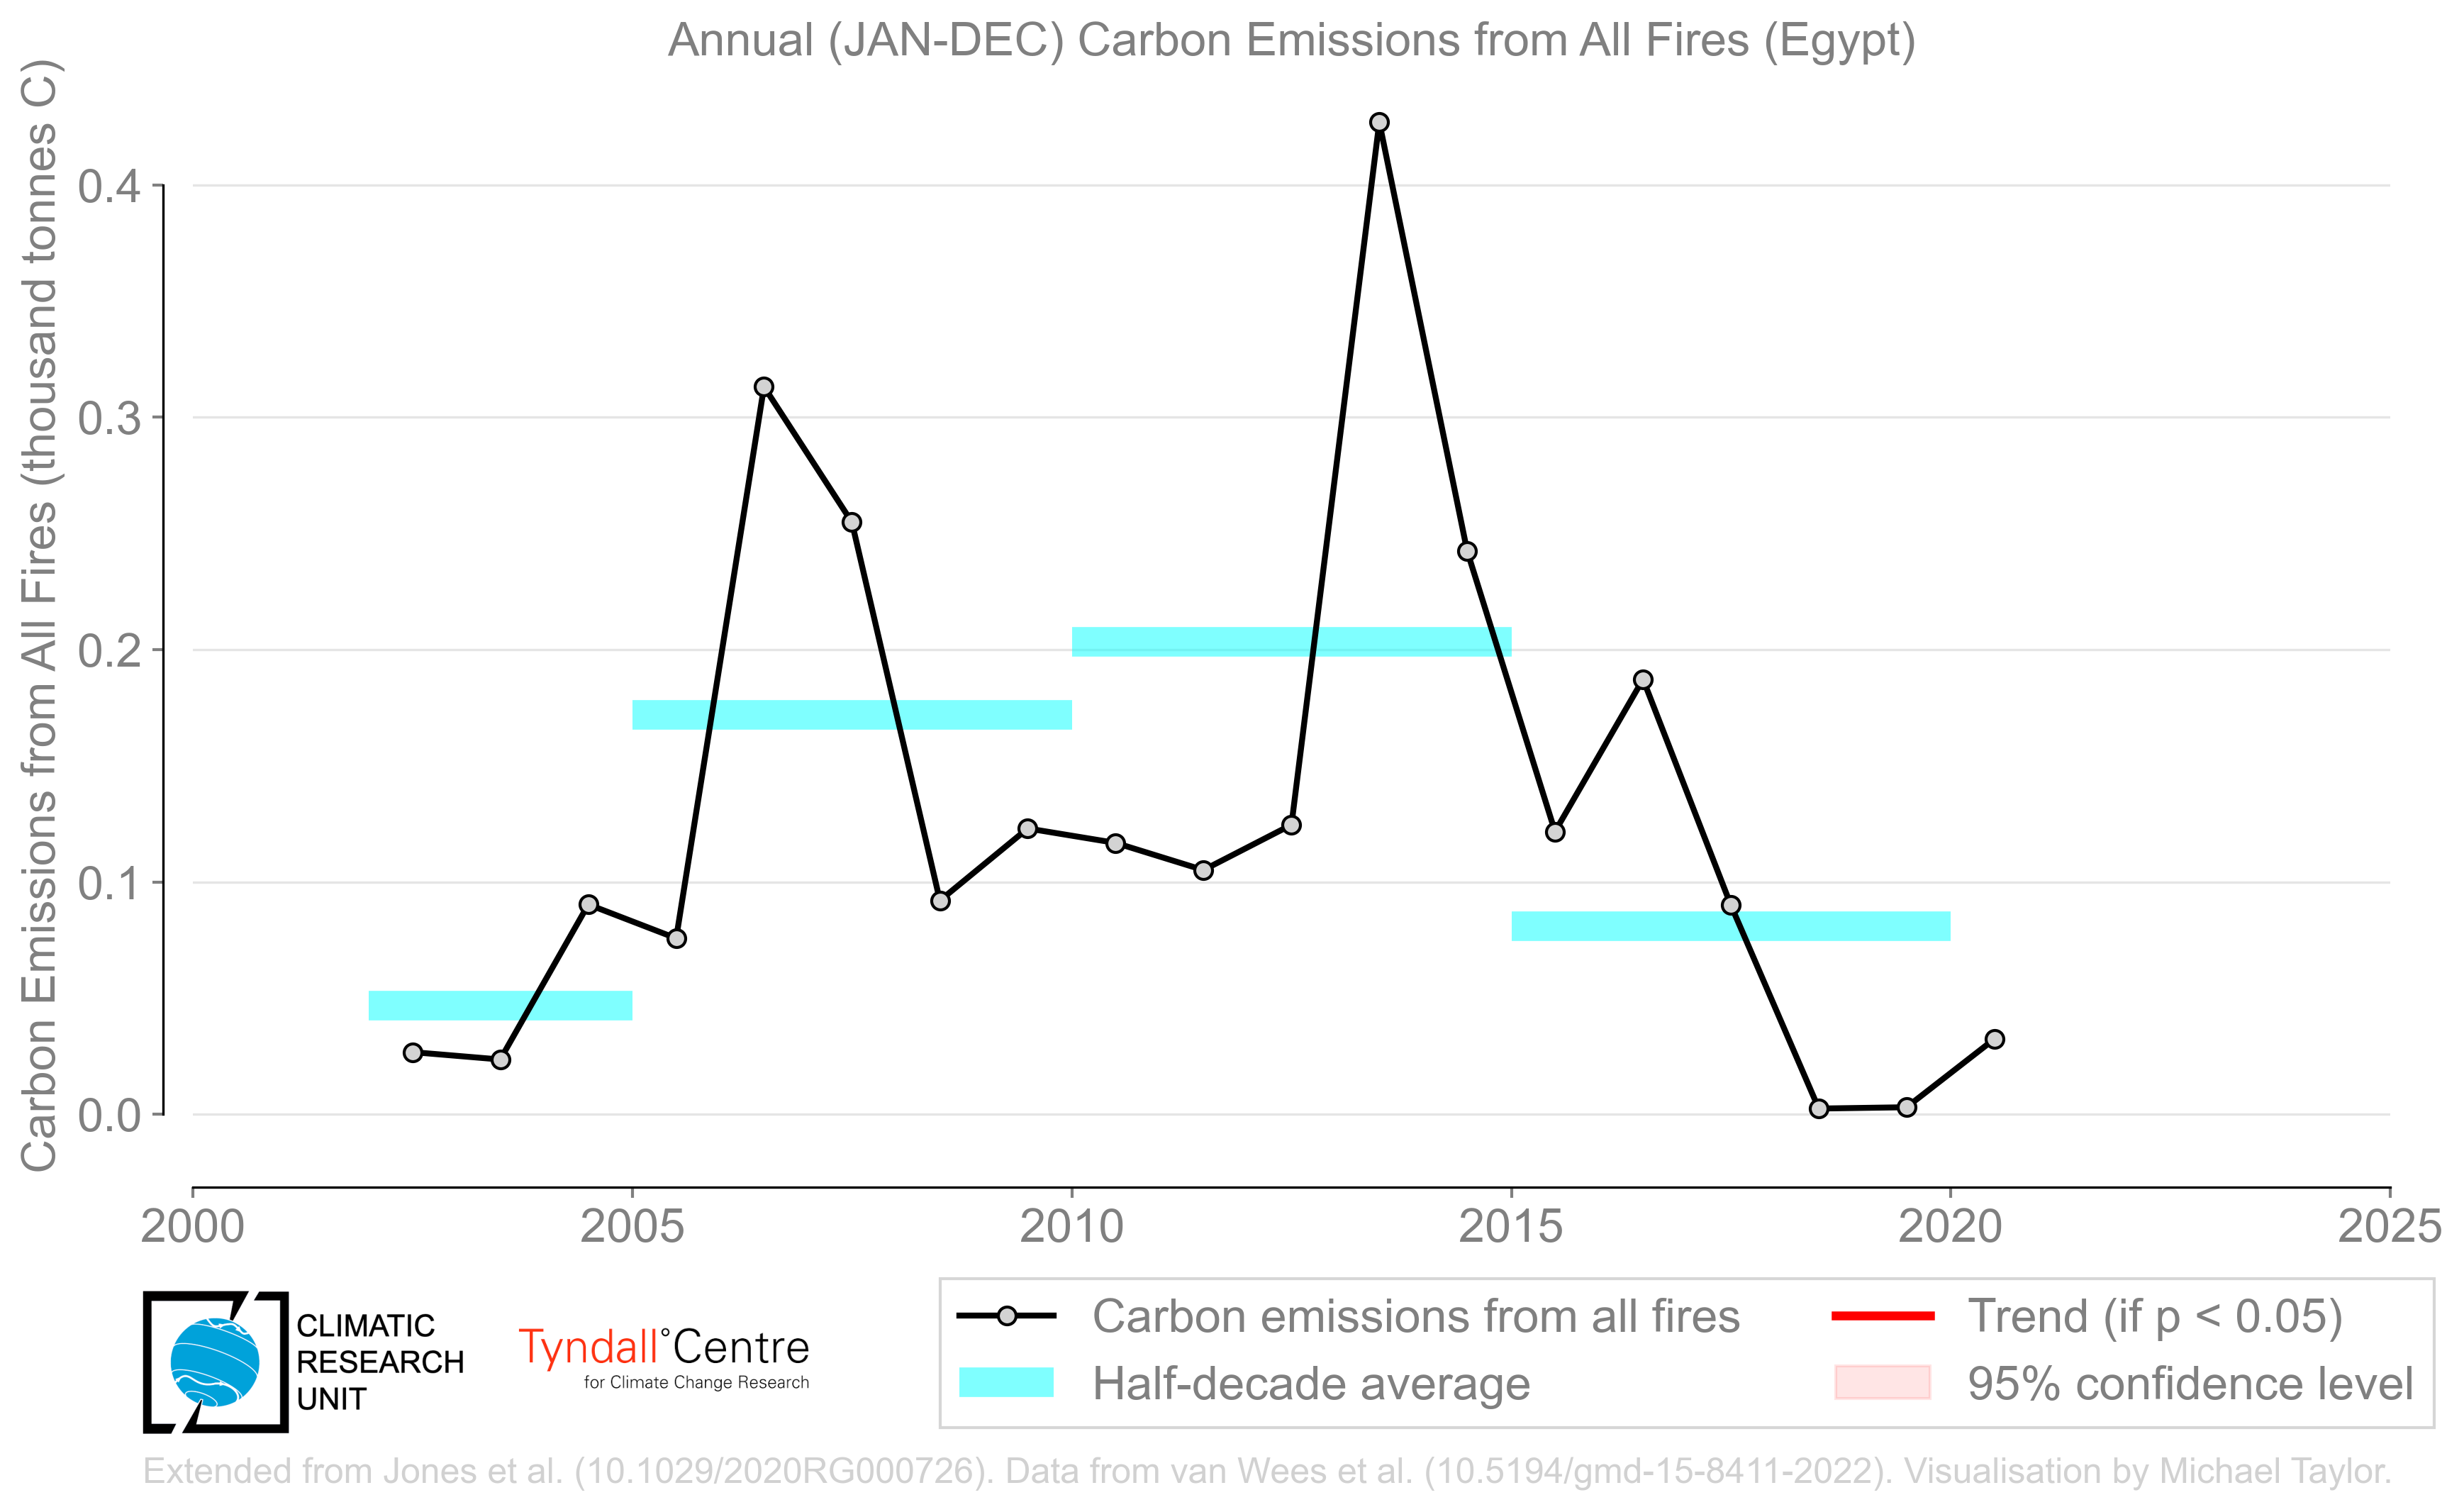 Annual (JAN-DEC) Carbon Emissions from All Fires (Egypt)
Carbon Emissions from All Fires (thousand tonnes C)
0.4
0.3
0.2
0.1
0.0
2000 2005 2010 2015 2020 2025
CLIMATIC
RESEARCH
UNIT
Tyndall°Centre
for Climate Change Research
Carbon emissions from all fires
Half-decade average
Trend (if p < 0.05)
95% confidence level
Extended from Jones et al. (10.1029/2020RG000726). Data from van Wees et al. (10.5194/gmd-15-8411-2022). Visualisation by Michael Taylor.